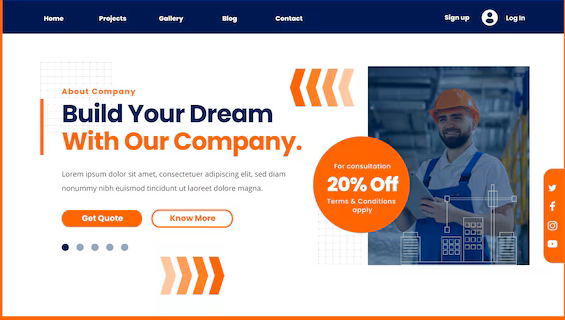 Home Projects Gallery Blog Contact Sign up Log In
About Company
Build Your Dream
With Our Company.
Lorem ipsum dolor sit amet, consectetuer adipiscing elit, sed diam
nonummy nibh euismod tincidunt ut laoreet dolore magna.
Get Quote Know More
For consultation
20% Off
Terms & Conditions
apply